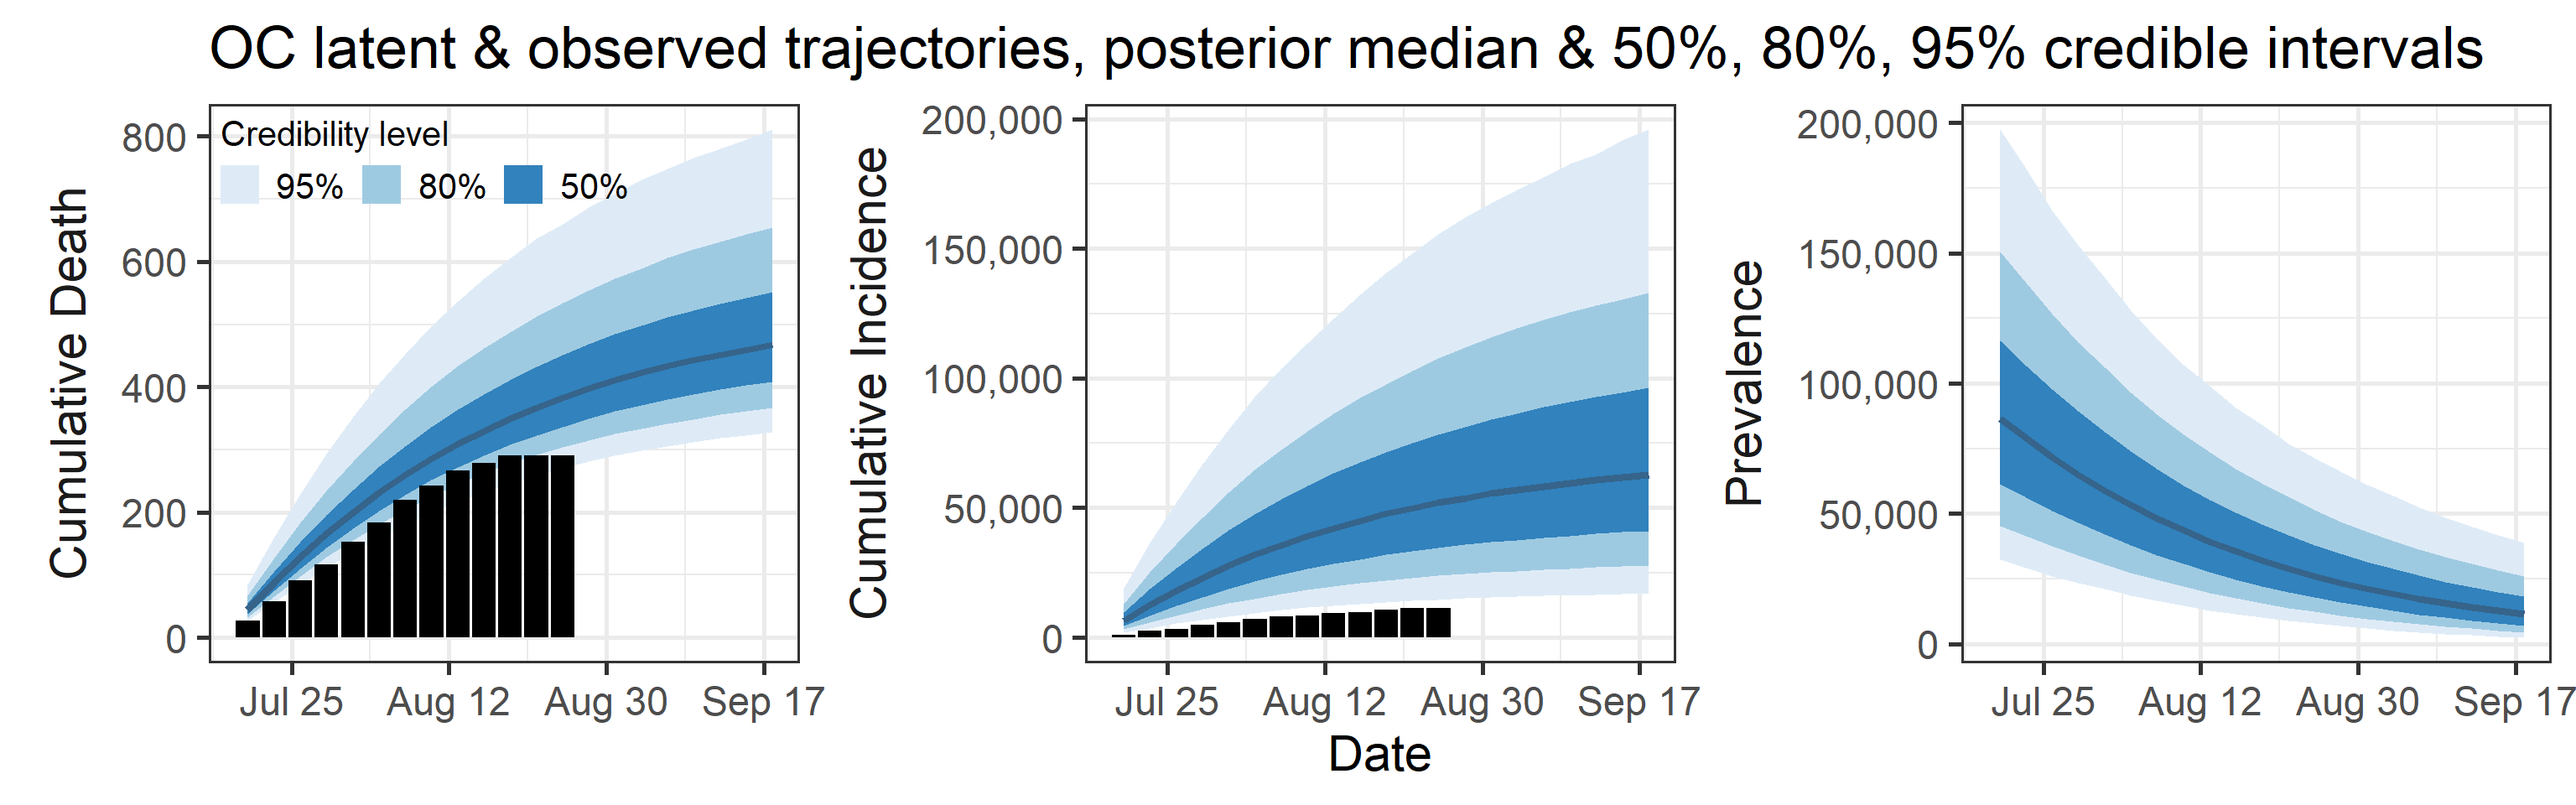 OC latent & observed trajectories, posterior median & 50%, 80%, 95% credible intervals
Cumulative Death
800
600
400
200
0
Credibility level
95% 80% 50%
Jul 25 Aug 12 Aug 30 Sep 17
Cumulative Incidence
200,000
150,000
100,000
50,000
0
Jul 25 Aug 12 Aug 30 Sep 17
Prevalence
200,000
150,000
100,000
50,000
0
Jul 25 Aug 12 Aug 30 Sep 17
Date